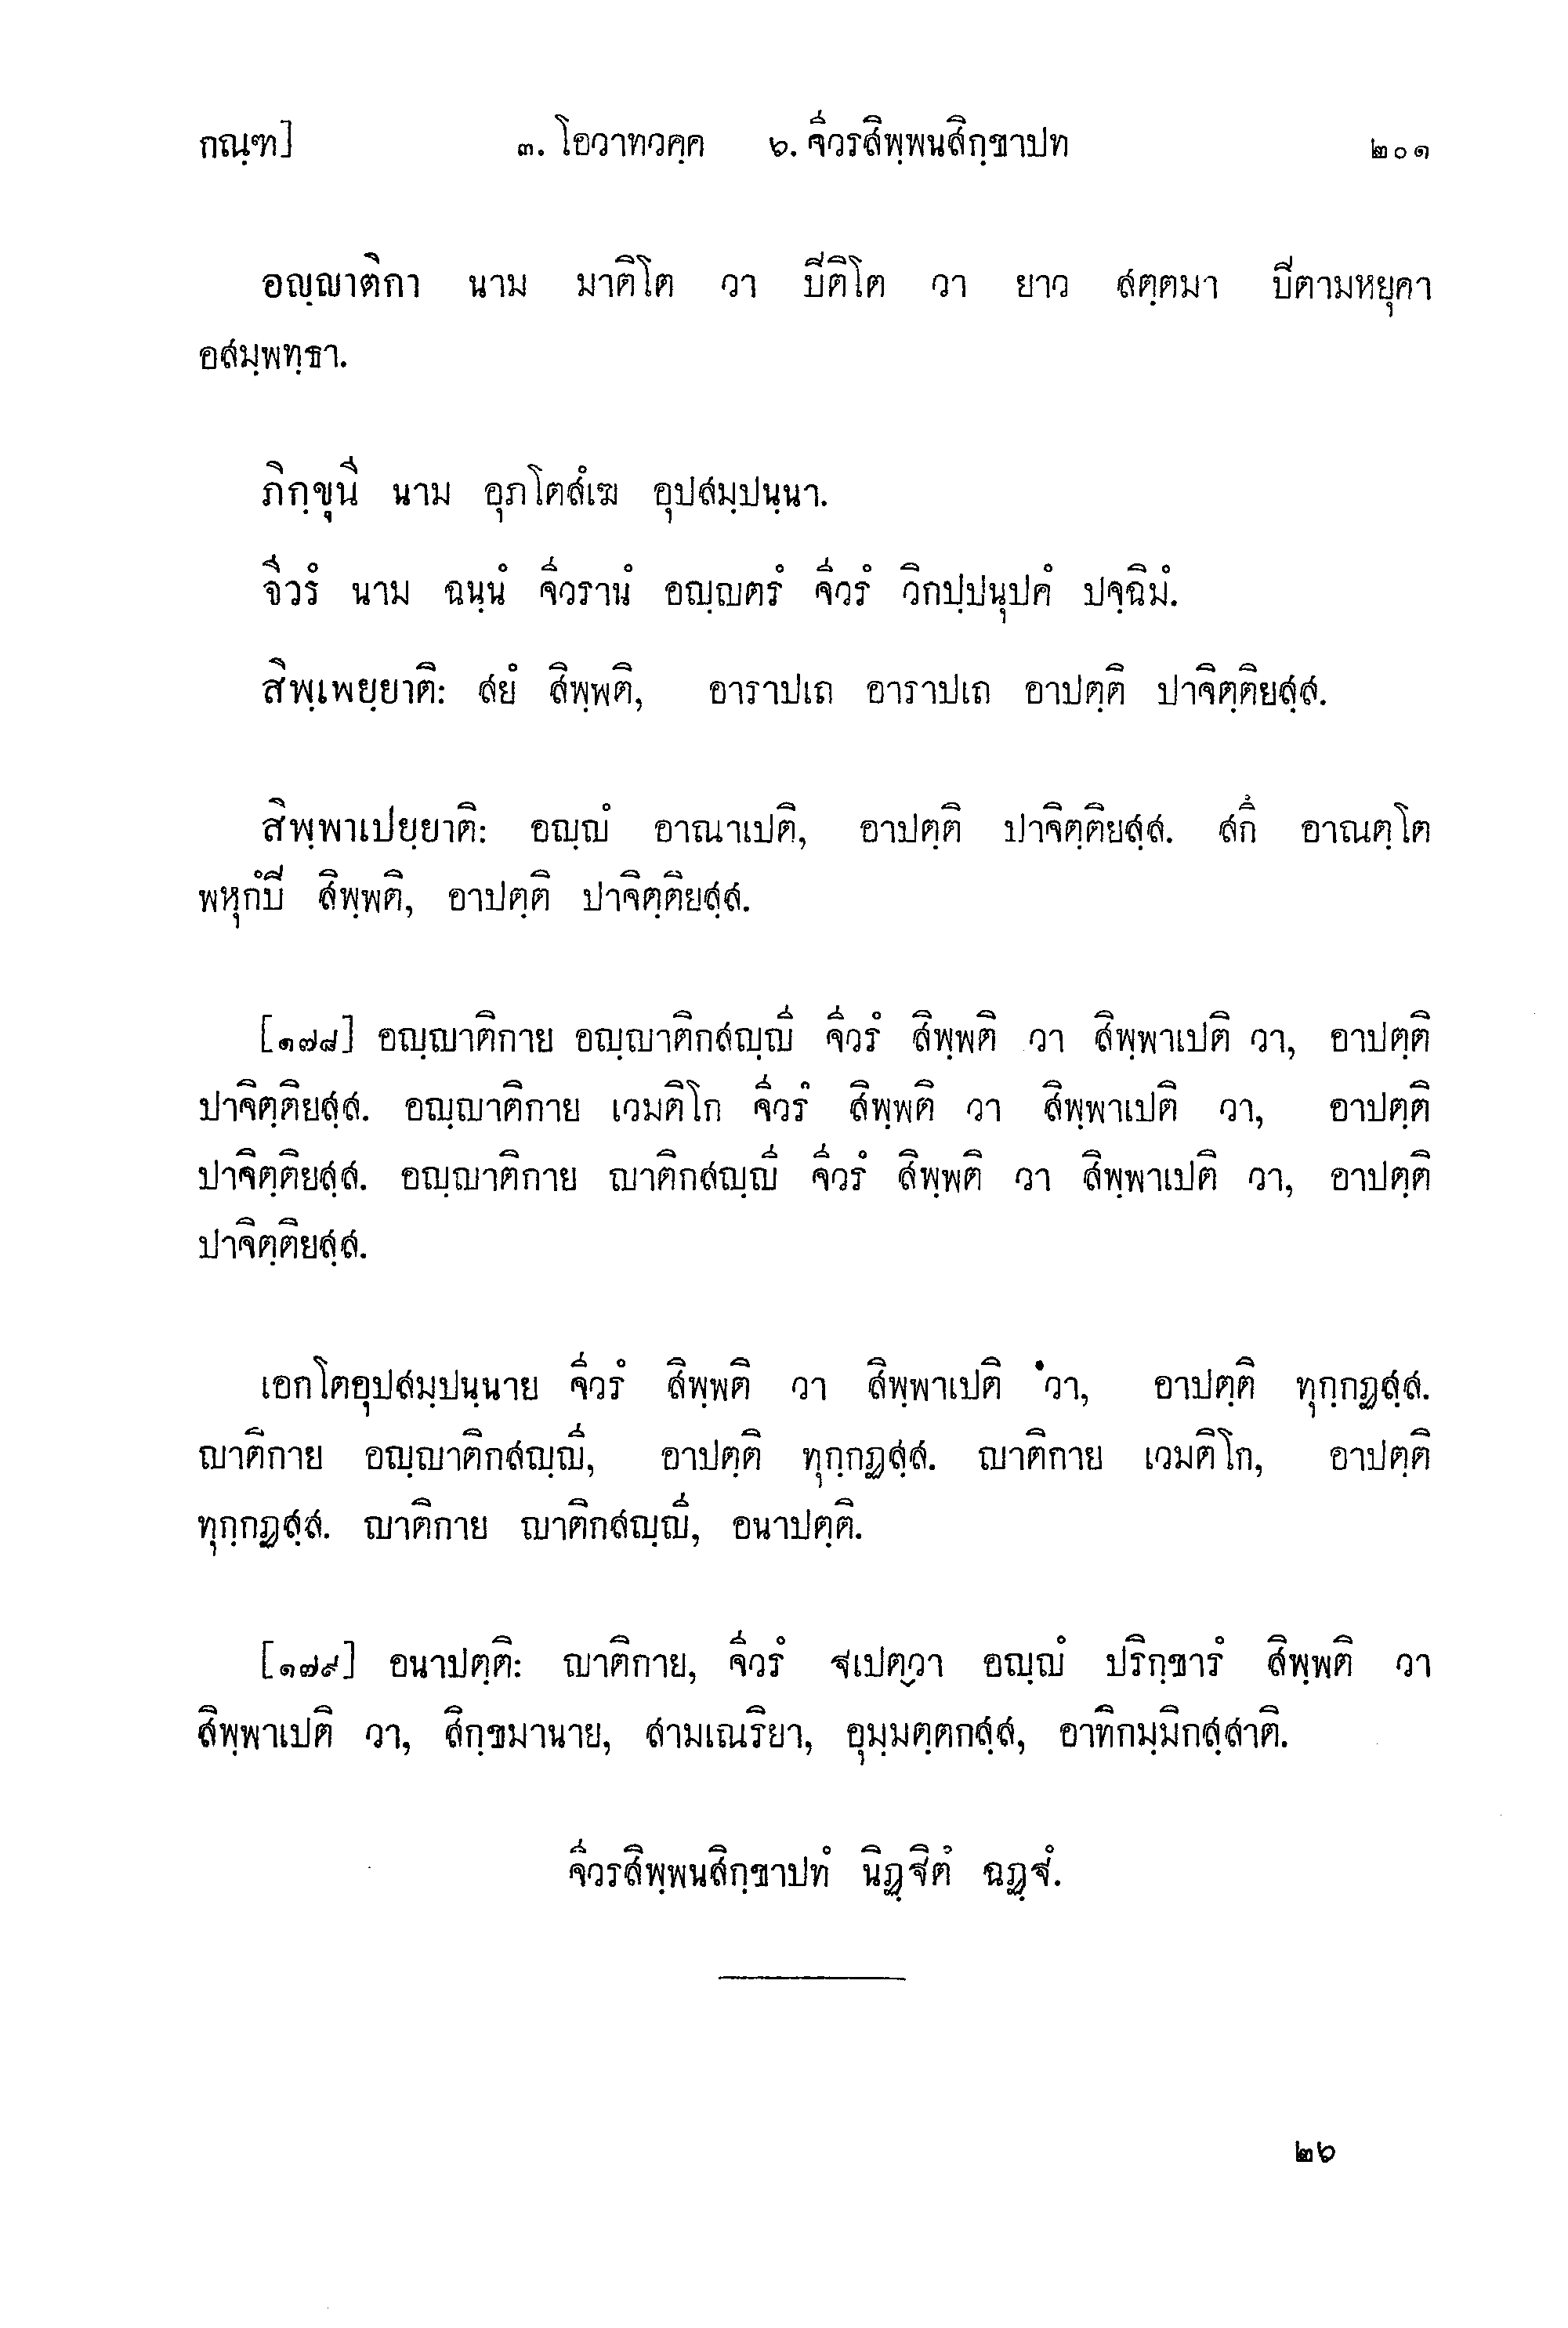 กณฺฑ] ๓. โอวาทวคฺค ๖. จีวรสิพฺพนสิกฺขาปท ๒๐๑
อญฺญาติกา นาม มาติโต วา ปีติโต วา ยาว สตฺตมา ปีตามหยุคา
อสมฺพทฺธา.
ภิกฺขุนี นาม อุภโตสํเฆ อุปสมฺปนฺนา.
จีวรํ นาม ฉนฺนํ จีวรานํ อญฺญตรํ จีวรํ วิกปฺปนุปคํ ปจฺฉิมํ.
สิพฺเพยฺยาติ: สยํ สิพฺพติ, อาราปเถ อาราปเถ อาปตฺติ ปาจิตฺติยสฺส.
สิพฺพาเปยฺยาติ: อญฺญํ อาณาเปติ, อาปตฺติ ปาจิตฺติยสฺส. สกึ อาณตฺโต
พหุกํปี สิพฺพติ, อาปตฺติ ปาจิตฺติยสฺส.
[๑๗๘] อญฺญาติกาย อญฺญาติกสญฺญี จีวรํ สิพฺพติ วา สิพฺพาเปติ วา, อาปตฺติ
ปาจิตฺติยสฺส. อญฺญาติกาย เวมติโก จีวรํ สิพฺพติ วา สิพฺพาเปติ วา, อาปตฺติ
ปาจิตฺติยสฺส. อญฺญาติกาย ญาติกสญฺญี จีวรํ สิพฺพติ วา สิพฺพาเปติ วา, อาปตฺติ
ปาจิตฺติยสฺส.
เอกโตอุปสมฺปนฺนาย จีวรํ สิพฺพติ วา สิพฺพาเปติ วา, อาปตฺติ ทุกฺกฏสฺส.
ญาติกาย อญฺญาติกสญฺญี, อาปตฺติ ทุกฺกฏสฺส. ญาติกาย เวมติโก, อาปตฺติ
ทุกฺกฏสฺส. ญาติกาย ญาติกสญฺญี, อนาปตฺติ.
[๑๗๙] อนาปตฺติ: ญาติกาย, จีวรํ ฐเปตฺวา อญฺญํ ปริกฺขารํ สิพฺพติ วา
สิพฺพาเปติ วา, สิกฺขมานาย, สามเณริยา, อุมฺมตฺตกสฺส, อาทิกมฺมิกสฺสาติ.
จีวรสิพฺพนสิกฺขาปทํ นิฏฺฐิตํ ฉฏฺฐํ.
๒๖